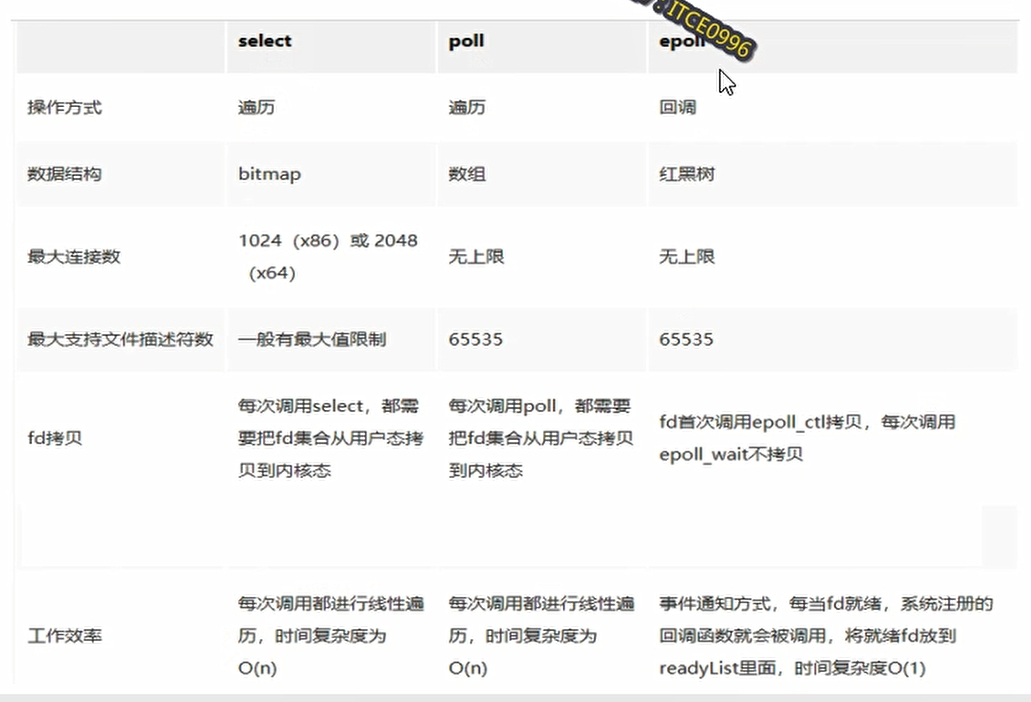 ITCE0996
select
poll
epoll
操作方式
遍历
遍历
回调
数据结构
bitmap
数组
红黑树
最大连接数
1024（x86）或 2048
（x64）
无上限
无上限
最大支持文件描述符数
一般有最大值限制
65535
65535
fd拷贝
每次调用select，都需
要把fd集合从用户态拷
贝到内核态
每次调用poll，都需要
把fd集合从用户态拷贝
到内核态
fd首次调用epoll_ctl拷贝，每次调用
epoll_wait不拷贝
工作效率
每次调用都进行线性遍
历，时间复杂度为
O(n)
每次调用都进行线性遍
历，时间复杂度为
O(n)
事件通知方式，每当fd就绪，系统注册的
回调函数就会被调用，将就绪fd放到
readyList里面，时间复杂度O(1)